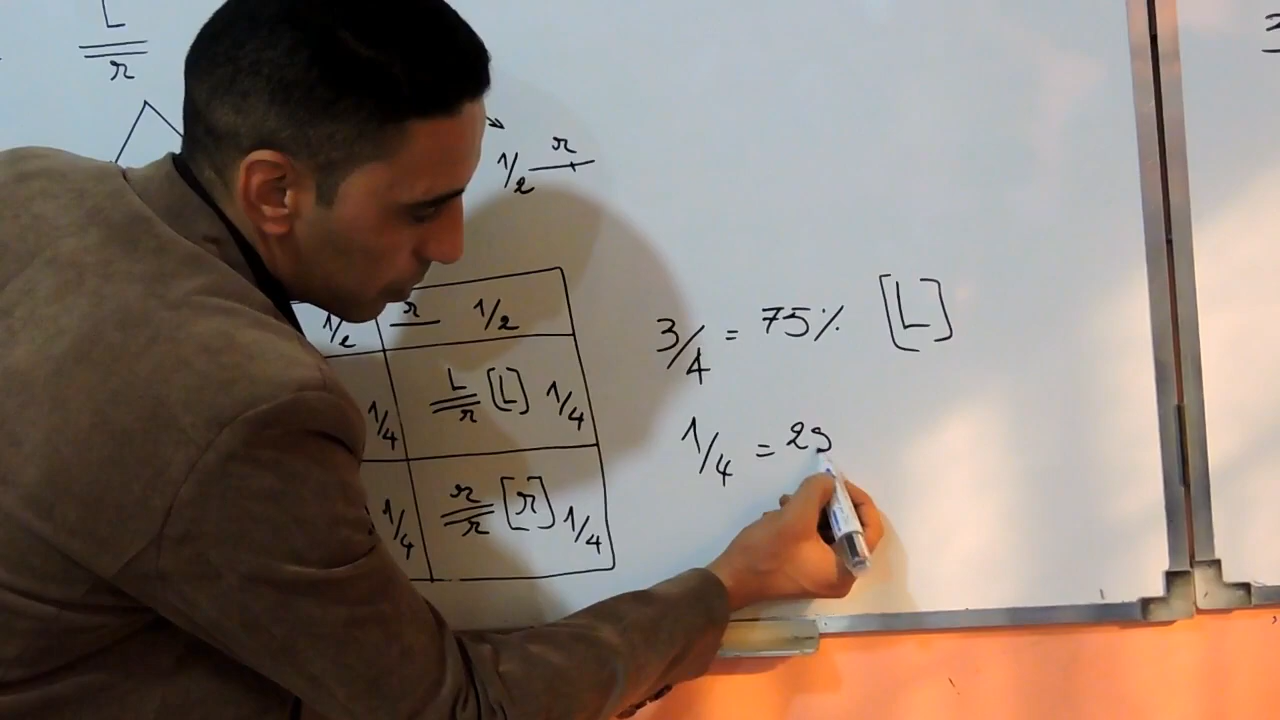 L
r
1/2 r
1/2 r 1/2
1/4 L/r [L] 1/4
1/4 r/r [r] 1/4
3/4 = 75% [L]
1/4 = 25